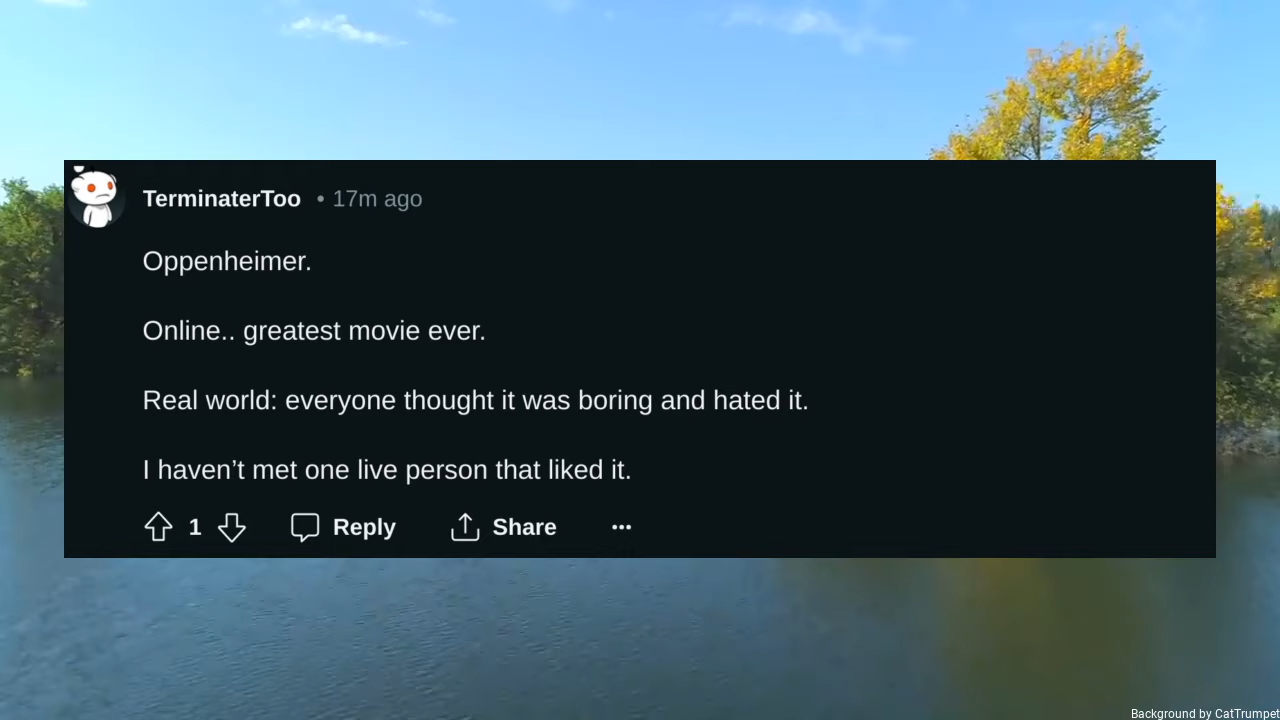 TerminaterToo • 17m ago
Oppenheimer.
Online.. greatest movie ever.
Real world: everyone thought it was boring and hated it.
I haven’t met one live person that liked it.
1 Reply Share ···
Background by CatTrumpet